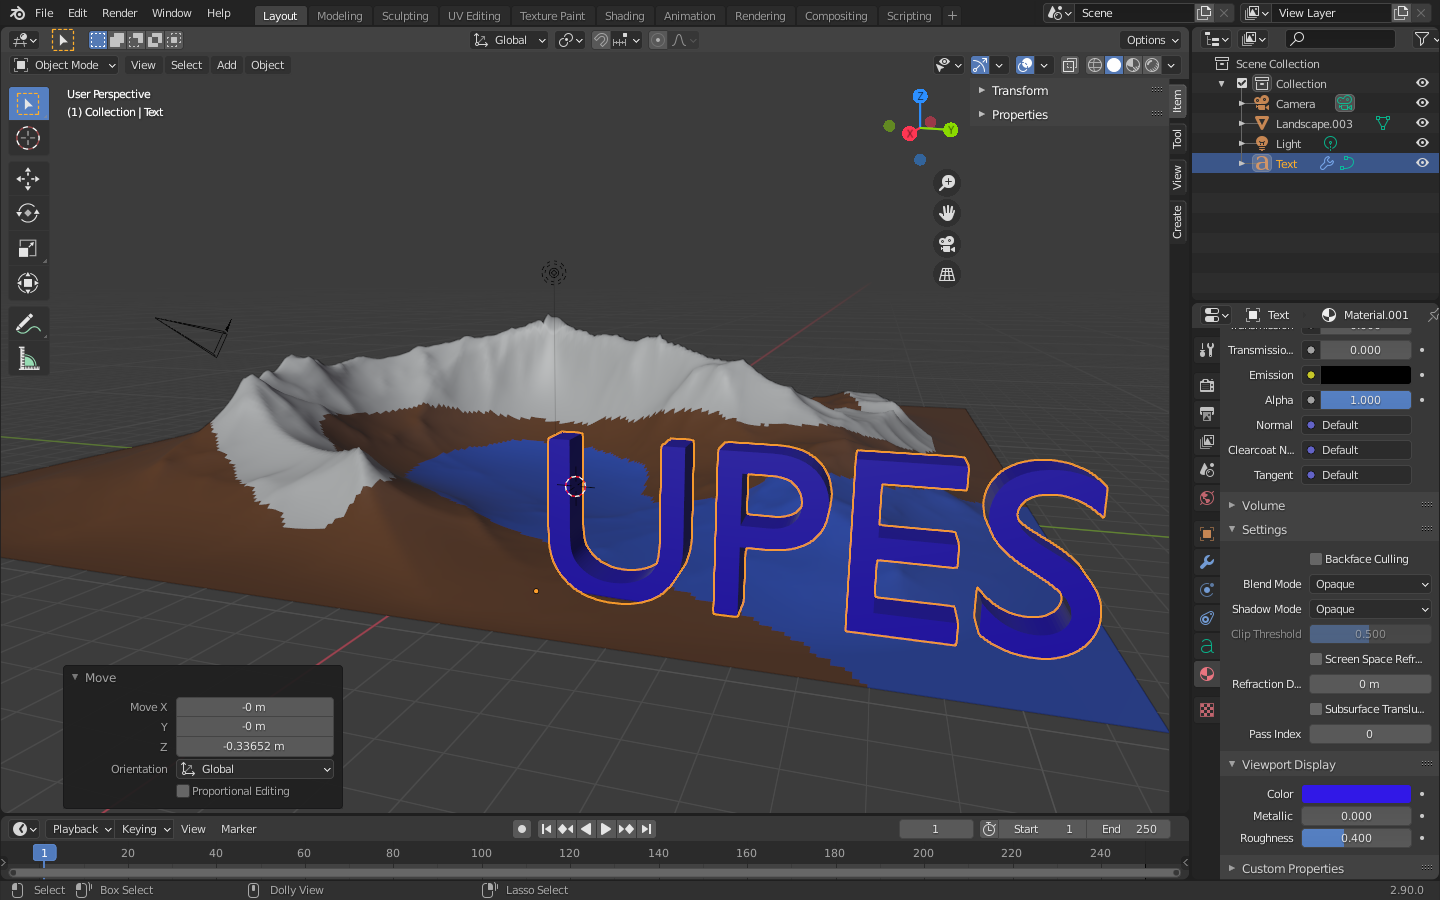 File Edit Render Window Help Layout Modeling Sculpting UV Editing Texture Paint Shading Animation Rendering Compositing Scripting + Scene View Layer
Global Options
Object Mode View Select Add Object
User Perspective
(1) Collection | Text
Z
X
Y
Transform
Properties
Item
Tool
View
Create
UPES
Move
Move X -0 m
Y -0 m
Z -0.33652 m
Orientation Global
Proportional Editing
Scene Collection
Collection
Camera
Landscape.003
Light
Text
Text Material.001
Transmissio... 0.000
Emission
Alpha 1.000
Normal Default
Clearcoat N... Default
Tangent Default
Volume
Settings
Backface Culling
Blend Mode Opaque
Shadow Mode Opaque
Clip Threshold 0.500
Screen Space Refr...
Refraction D... 0 m
Subsurface Translu...
Pass Index 0
Viewport Display
Color
Metallic 0.000
Roughness 0.400
Custom Properties
Playback Keying View Marker 1 Start 1 End 250
1 20 40 60 80 100 120 140 160 180 200 220 240
Select Box Select Dolly View Lasso Select 2.90.0